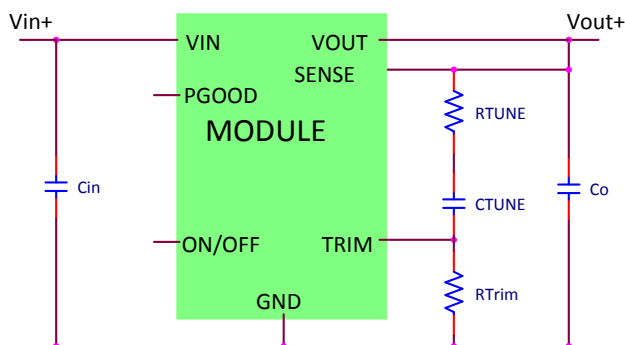 Vin+
Vout+
VIN
VOUT
SENSE
PGOOD
RTUNE
MODULE
Cin
CTUNE
Co
ON/OFF
TRIM
GND
RTrim